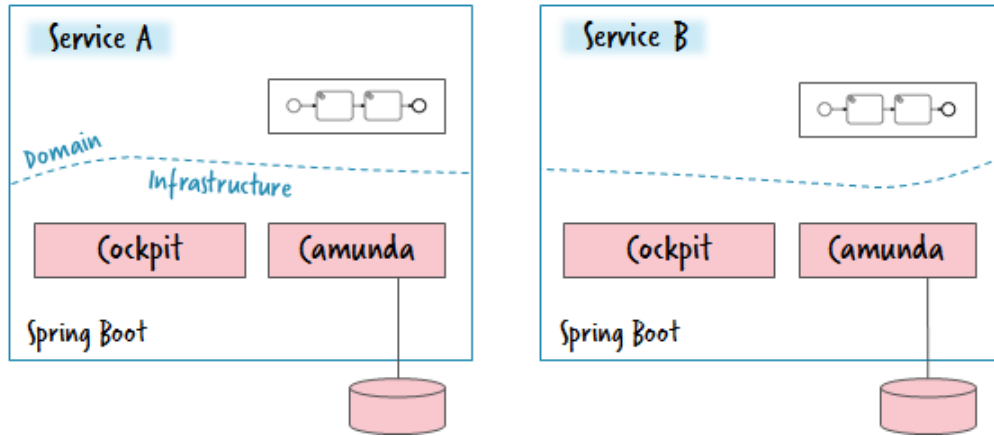 Service A
Domain
Infrastructure
Cockpit
Camunda
Spring Boot
Service B
Cockpit
Camunda
Spring Boot